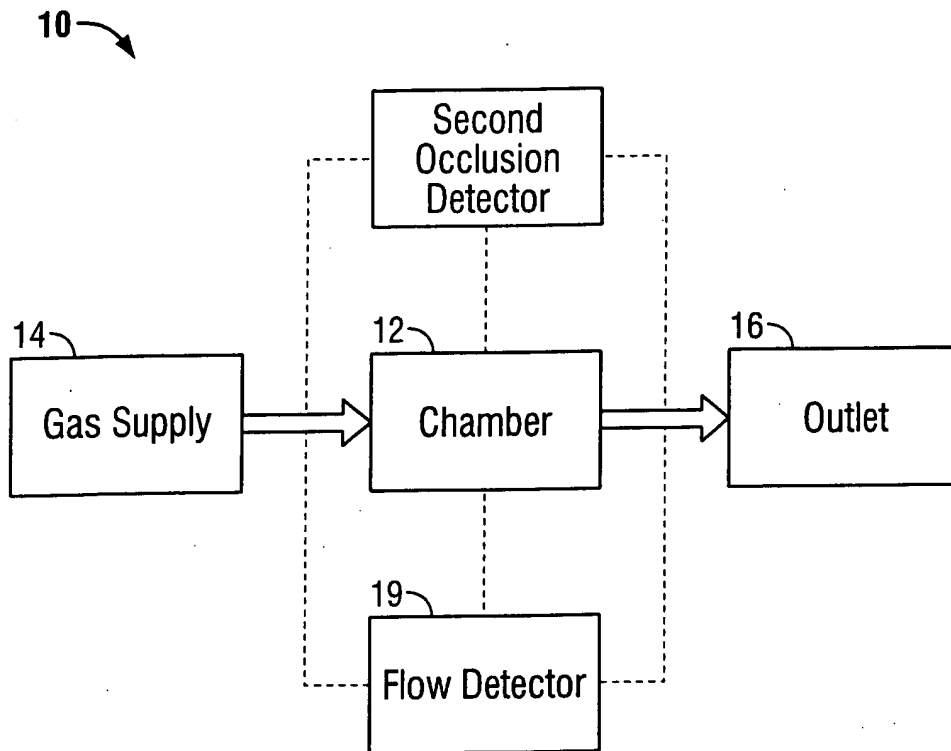 10
Second
Occlusion
Detector
14
12
16
Gas Supply
Chamber
Outlet
19
Flow Detector